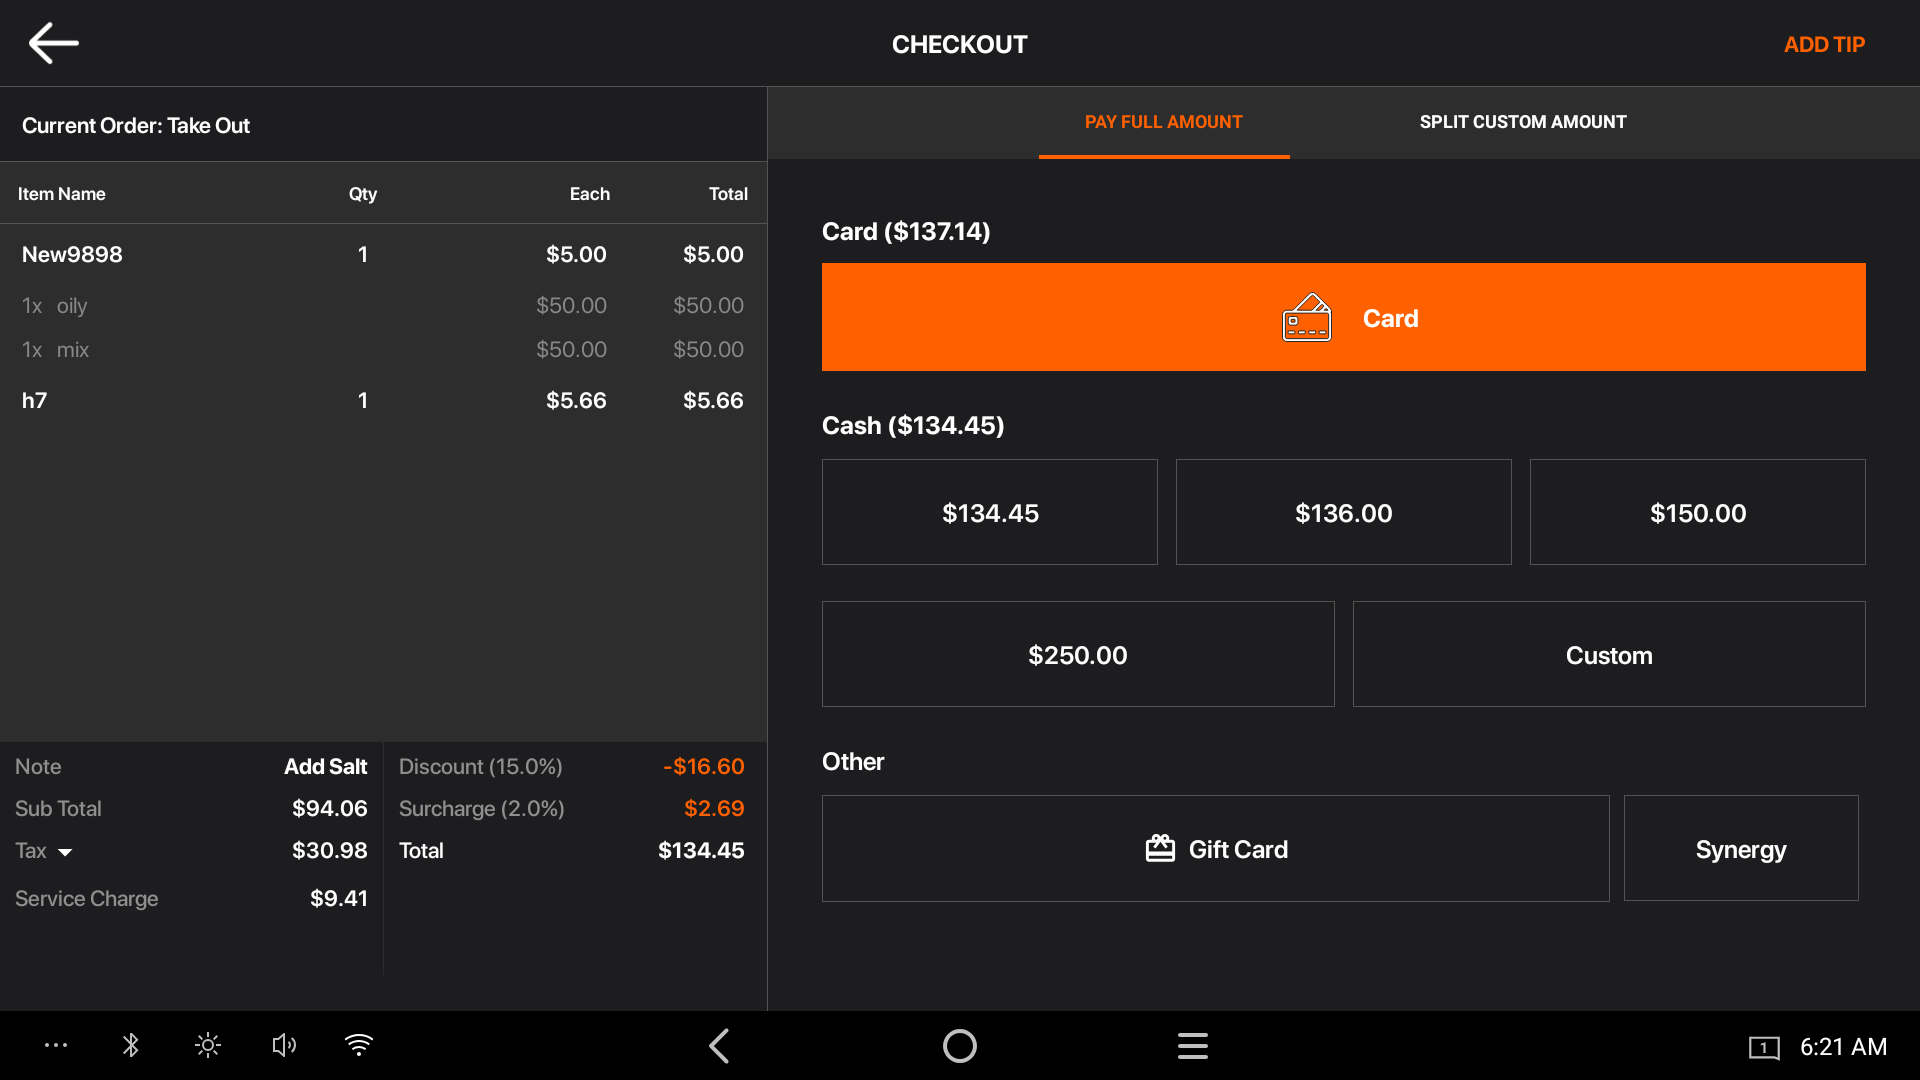 CHECKOUT
ADD TIP
Current Order: Take Out
Item Name Qty Each Total
New9898 1 $5.00 $5.00
1x oily $50.00 $50.00
1x mix $50.00 $50.00
h7 1 $5.66 $5.66
Note Add Salt
Sub Total $94.06
Tax $30.98
Service Charge $9.41
Discount (15.0%) -$16.60
Surcharge (2.0%) $2.69
Total $134.45
PAY FULL AMOUNT
SPLIT CUSTOM AMOUNT
Card ($137.14)
Card
Cash ($134.45)
$134.45 $136.00 $150.00
$250.00 Custom
Other
Gift Card Synergy
1 6:21 AM